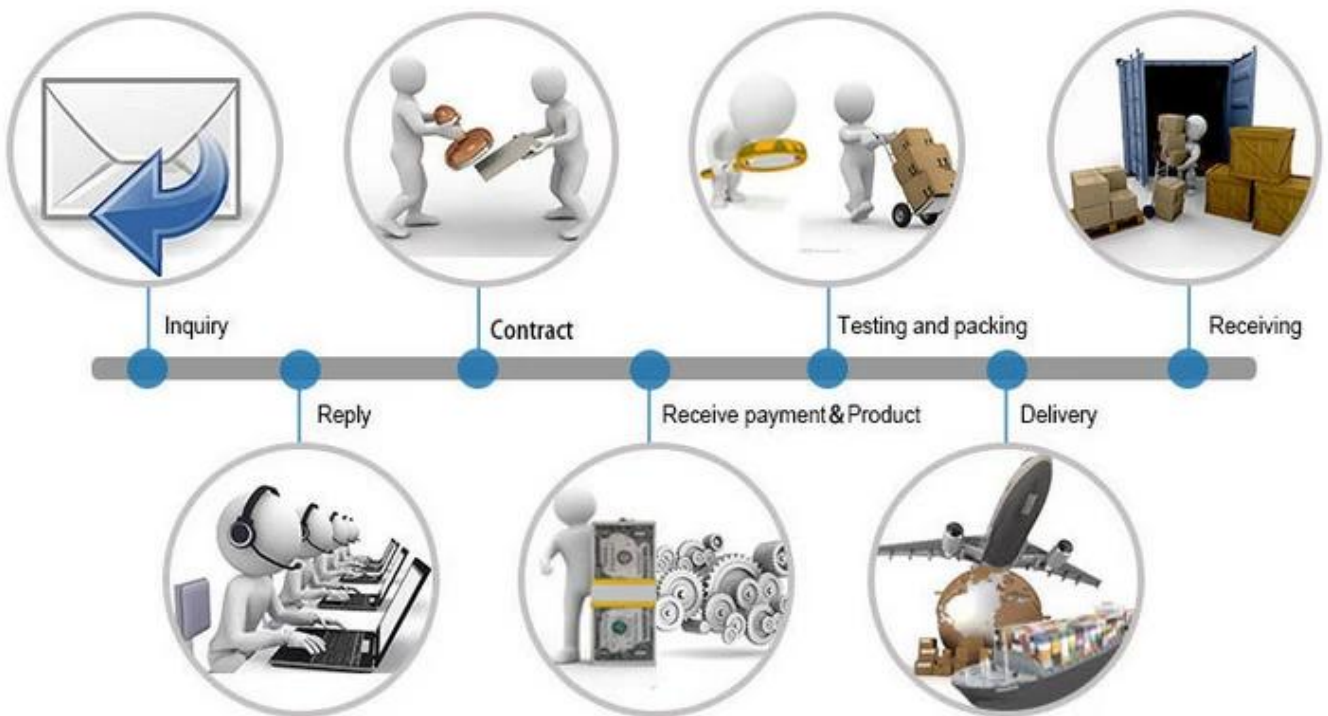 Inquiry
Reply
Contract
Receive payment&Product
Testing and packing
Delivery
Receiving